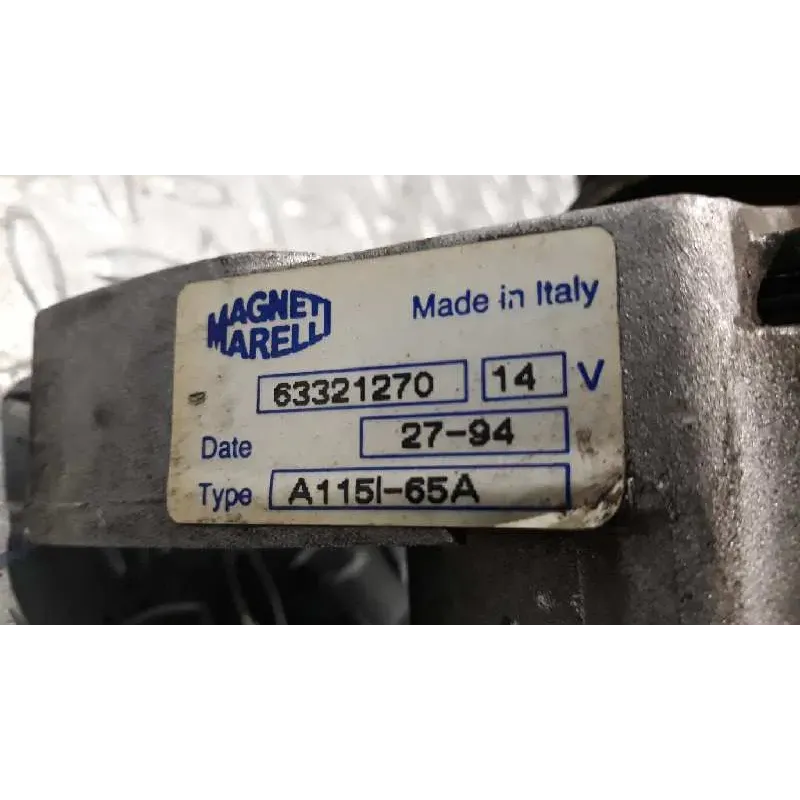 MAGNETI
MARELLI
Made in Italy
63321270 14 V
Date 27-94
Type A115I-65A